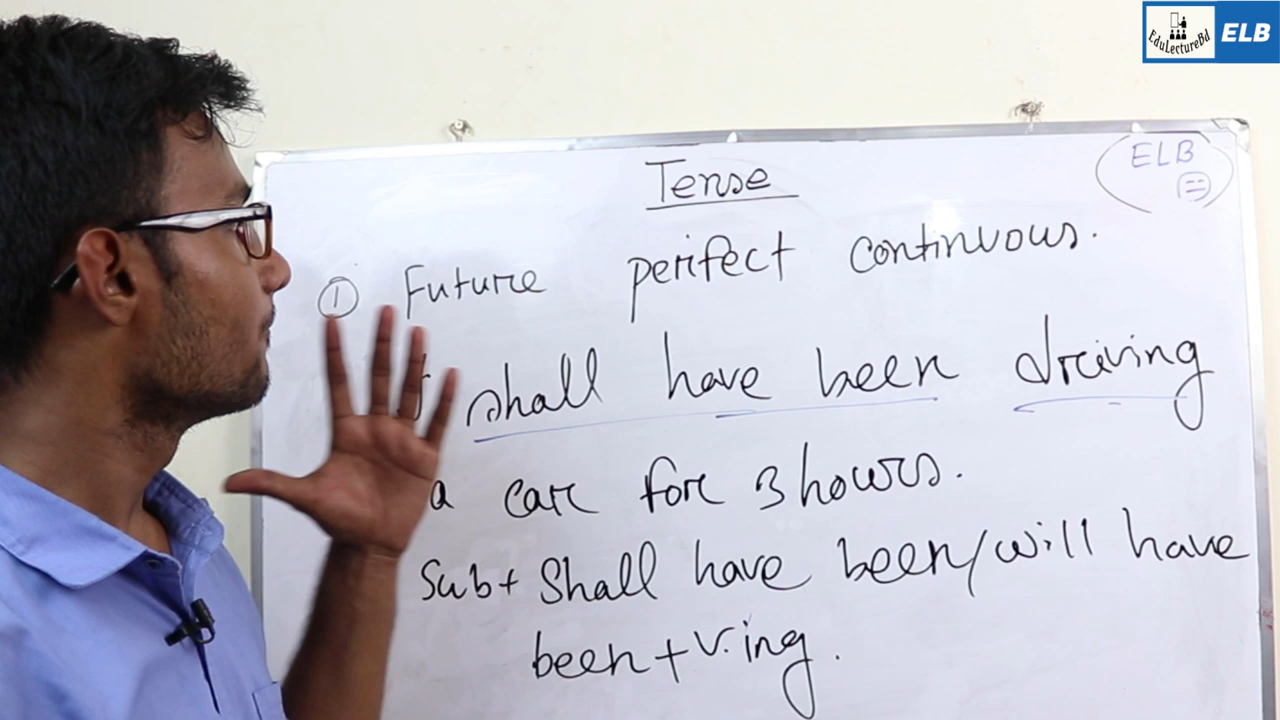 EduLectureBd ELB
ELB
Tense
① Future perfect continuous.
I shall have been driving
a car for 3 hours.
Sub + Shall have been/will have
been + V. ing.